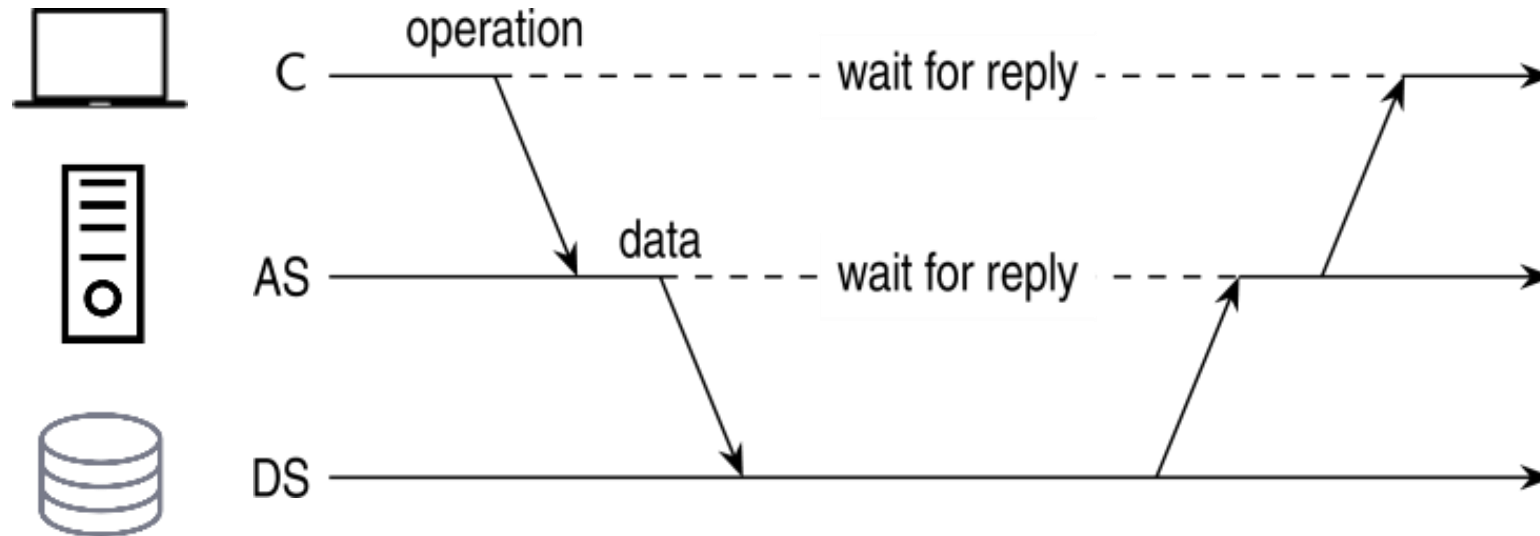 operation
C wait for reply
data
AS wait for reply
DS